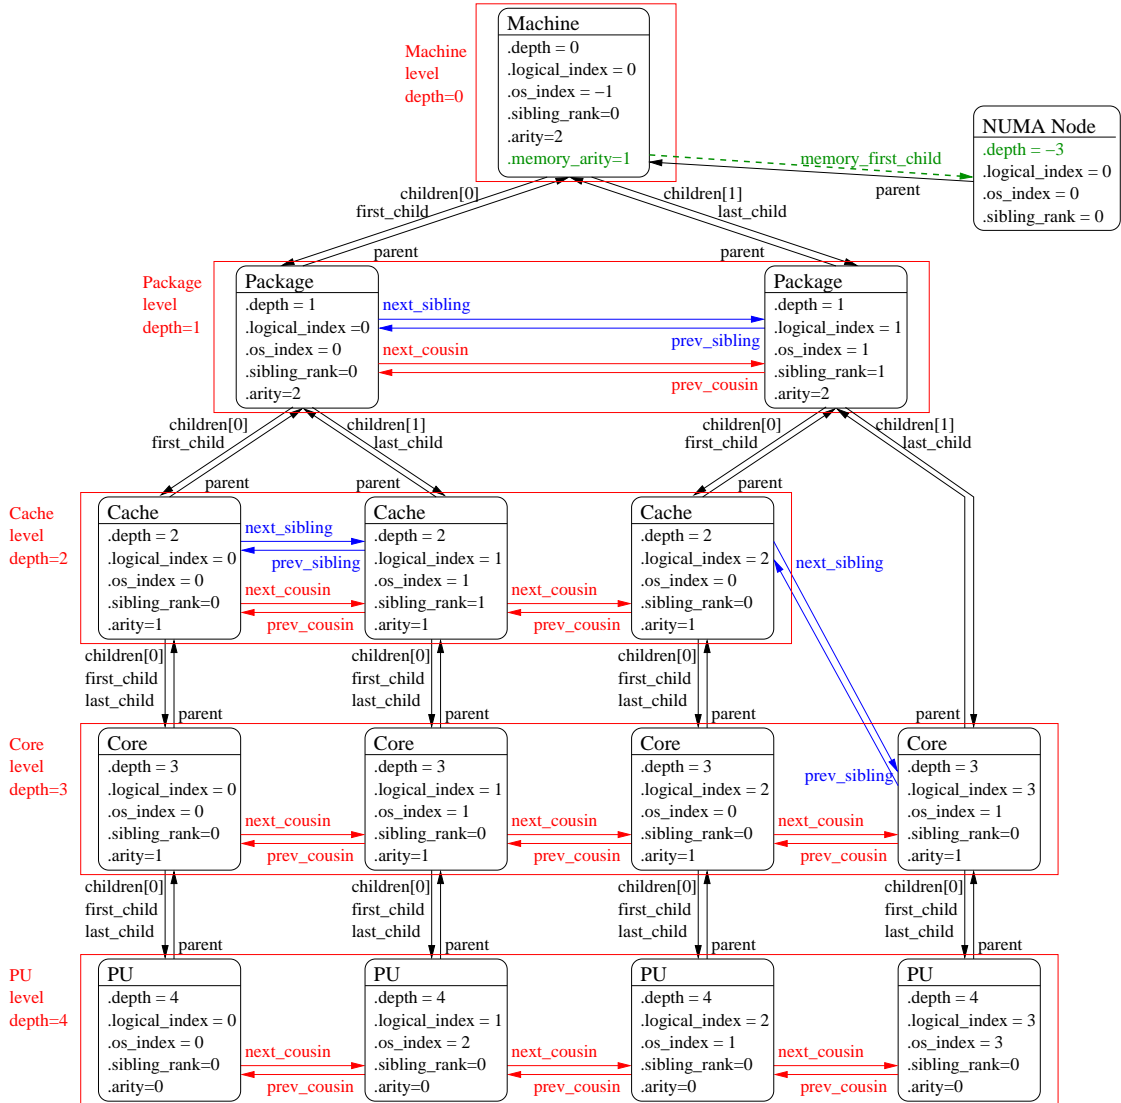 Machine
.depth = 0
.logical_index = 0
.os_index = −1
.sibling_rank=0
.arity=2
.memory_arity=1
Machine
level
depth=0
NUMA Node
.depth = −3
.logical_index = 0
.os_index = 0
.sibling_rank = 0
memory_first_child
parent
children[0]
first_child
children[1]
last_child
parent
parent
Package
level
depth=1
Package
.depth = 1
.logical_index =0
.os_index = 0
.sibling_rank=0
.arity=2
next_sibling
prev_sibling
next_cousin
prev_cousin
Package
.depth = 1
.logical_index = 1
.os_index = 1
.sibling_rank=1
.arity=2
children[0]
first_child
children[1]
last_child
children[0]
first_child
children[1]
last_child
parent
parent
parent
Cache
level
depth=2
Cache
.depth = 2
.logical_index = 0
.os_index = 0
.sibling_rank=0
.arity=1
next_sibling
prev_sibling
next_cousin
prev_cousin
Cache
.depth = 2
.logical_index = 1
.os_index = 1
.sibling_rank=1
.arity=1
next_cousin
prev_cousin
Cache
.depth = 2
.logical_index = 2
.os_index = 0
.sibling_rank=0
.arity=1
next_sibling
children[0]
first_child
last_child
parent
children[0]
first_child
last_child
parent
children[0]
first_child
last_child
parent
parent
Core
level
depth=3
Core
.depth = 3
.logical_index = 0
.os_index = 0
.sibling_rank=0
.arity=1
next_cousin
prev_cousin
Core
.depth = 3
.logical_index = 1
.os_index = 1
.sibling_rank=0
.arity=1
next_cousin
prev_cousin
Core
.depth = 3
.logical_index = 2
.os_index = 0
.sibling_rank=0
.arity=1
prev_sibling
next_cousin
prev_cousin
Core
.depth = 3
.logical_index = 3
.os_index = 1
.sibling_rank=0
.arity=1
children[0]
first_child
last_child
parent
children[0]
first_child
last_child
parent
children[0]
first_child
last_child
parent
children[0]
first_child
last_child
parent
PU
level
depth=4
PU
.depth = 4
.logical_index = 0
.os_index = 0
.sibling_rank=0
.arity=0
next_cousin
prev_cousin
PU
.depth = 4
.logical_index = 1
.os_index = 2
.sibling_rank=0
.arity=0
next_cousin
prev_cousin
PU
.depth = 4
.logical_index = 2
.os_index = 1
.sibling_rank=0
.arity=0
next_cousin
prev_cousin
PU
.depth = 4
.logical_index = 3
.os_index = 3
.sibling_rank=0
.arity=0